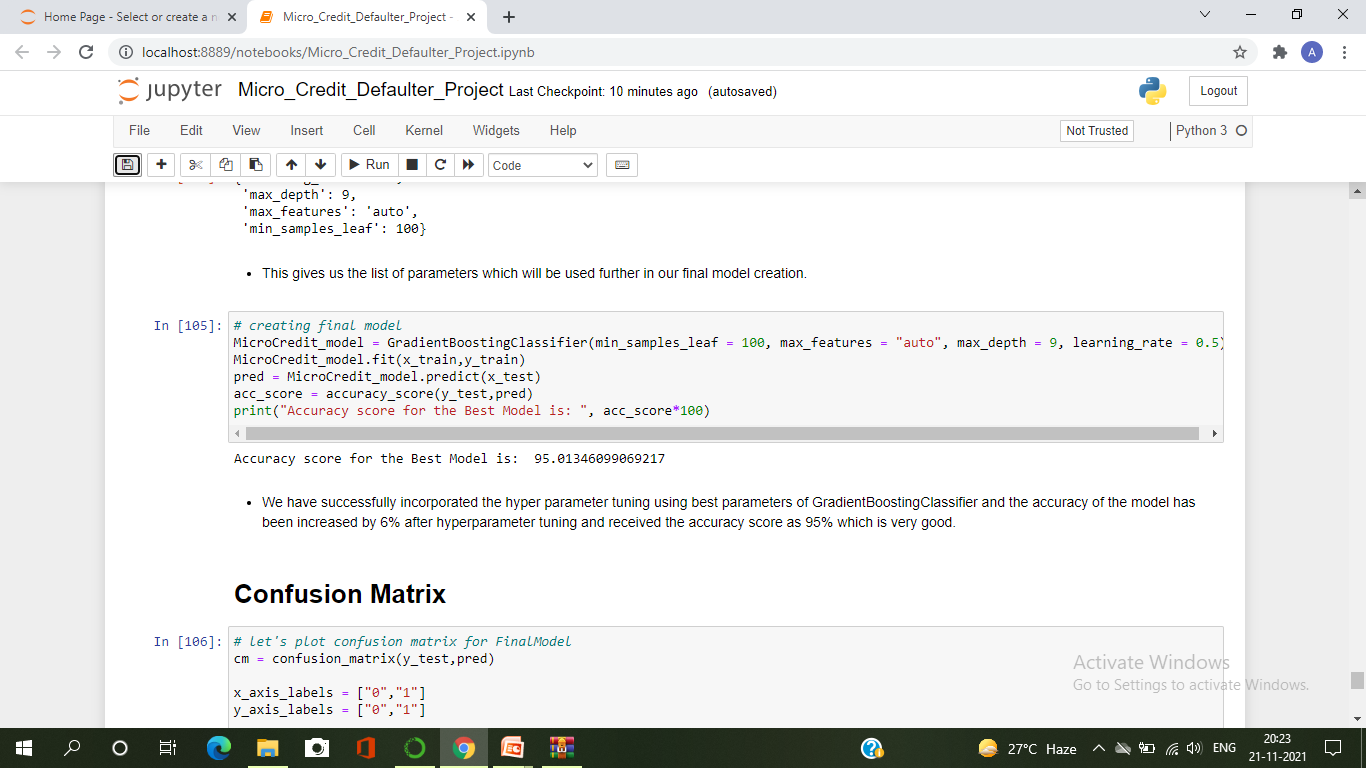 Home Page - Select or create a n
Micro_Credit_Defaulter_Project -
localhost:8889/notebooks/Micro_Credit_Defaulter_Project.ipynb
A
jupyter Micro_Credit_Defaulter_Project Last Checkpoint: 10 minutes ago (autosaved)
Logout
File Edit View Insert Cell Kernel Widgets Help
Not Trusted
Python 3
Run
Code
'max_depth': 9,
'max_features': 'auto',
'min_samples_leaf': 100}
• This gives us the list of parameters which will be used further in our final model creation.
In [105]: # creating final model
MicroCredit_model = GradientBoostingClassifier(min_samples_leaf = 100, max_features = "auto", max_depth = 9, learning_rate = 0.5)
MicroCredit_model.fit(x_train,y_train)
pred = MicroCredit_model.predict(x_test)
acc_score = accuracy_score(y_test,pred)
print("Accuracy score for the Best Model is: ", acc_score*100)
Accuracy score for the Best Model is:  95.01346099069217
• We have successfully incorporated the hyper parameter tuning using best parameters of GradientBoostingClassifier and the accuracy of the model has
been increased by 6% after hyperparameter tuning and received the accuracy score as 95% which is very good.
Confusion Matrix
In [106]: # let's plot confusion matrix for FinalModel
cm = confusion_matrix(y_test,pred)
x_axis_labels = ["0","1"]
y_axis_labels = ["0","1"]
Activate Windows
Go to Settings to activate Windows.
27°C Haze
ENG
20:23
21-11-2021